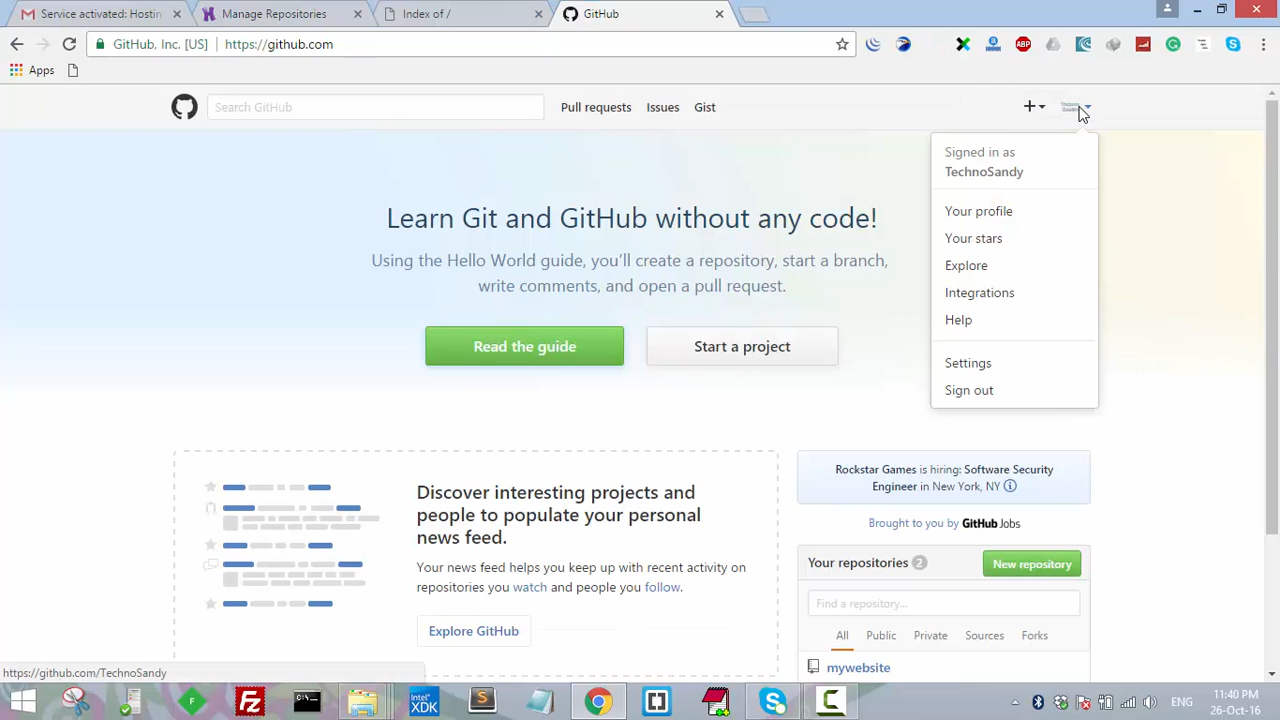 Service activated: Hostin
Manage Repositories
Index of /
GitHub
GitHub, Inc. [US]
https://github.com
ABP
Apps
Search GitHub
Pull requests
Issues
Gist
Signed in as
TechnoSandy
Your profile
Your stars
Explore
Integrations
Help
Settings
Sign out
Learn Git and GitHub without any code!
Using the Hello World guide, you’ll create a repository, start a branch,
write comments, and open a pull request.
Read the guide
Start a project
Discover interesting projects and
people to populate your personal
news feed.
Your news feed helps you keep up with recent activity on
repositories you watch and people you follow.
Explore GitHub
Rockstar Games is hiring: Software Security
Engineer in New York, NY
Brought to you by GitHub Jobs
Your repositories 2
New repository
Find a repository...
All
Public
Private
Sources
Forks
mywebsite
https://github.com/TechnoSandy
Intel®
XDK
ENG
11:40 PM
26-Oct-16